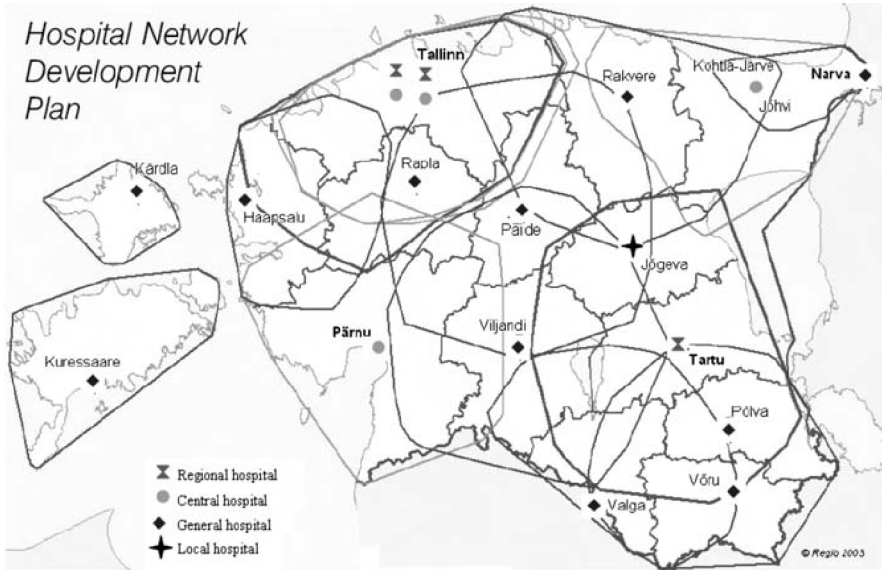 Hospital Network
Development
Plan
Tallinn
Kohtla-Järve
Narva
Rakvere
Jõhvi
Kärdla
Rapla
Haapsalu
Paide
Jõgeva
Pärnu
Viljandi
Tartu
Kuressaare
Põlva
Võru
Valga
Regional hospital
Central hospital
General hospital
Local hospital
© Regio 2003